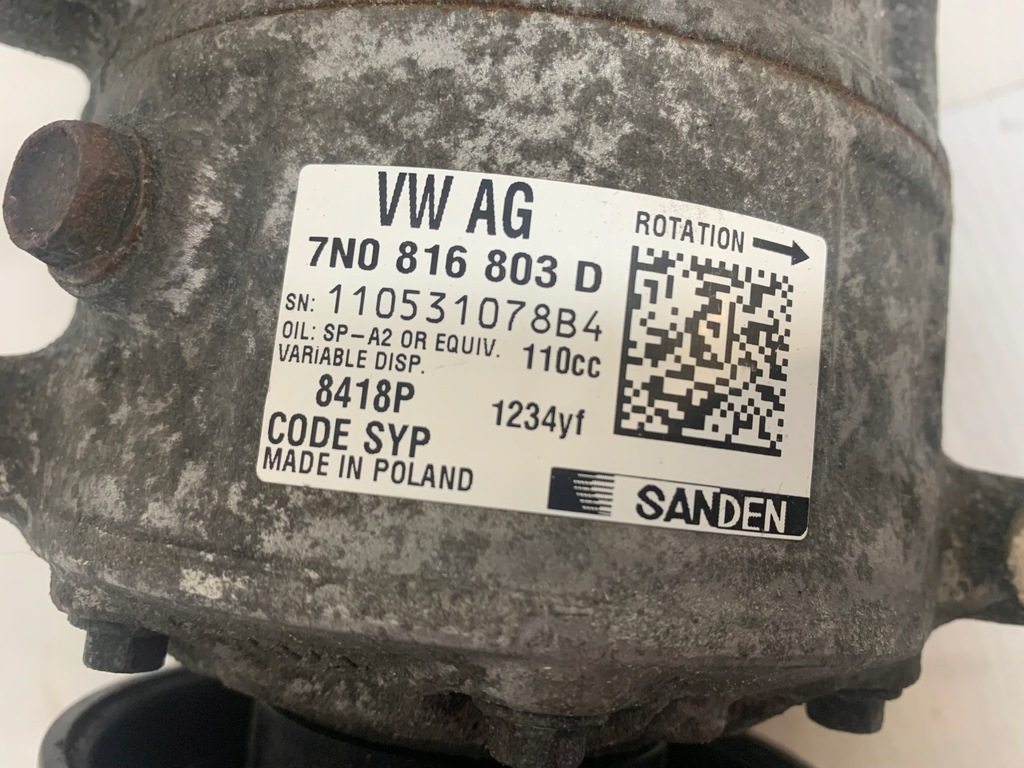 VW AG
ROTATION
7N0 816 803 D
SN: 110531078B4
OIL: SP-A2 OR EQUIV. 110cc
VARIABLE DISP.
8418P 1234yf
CODE SYP
MADE IN POLAND
SANDEN